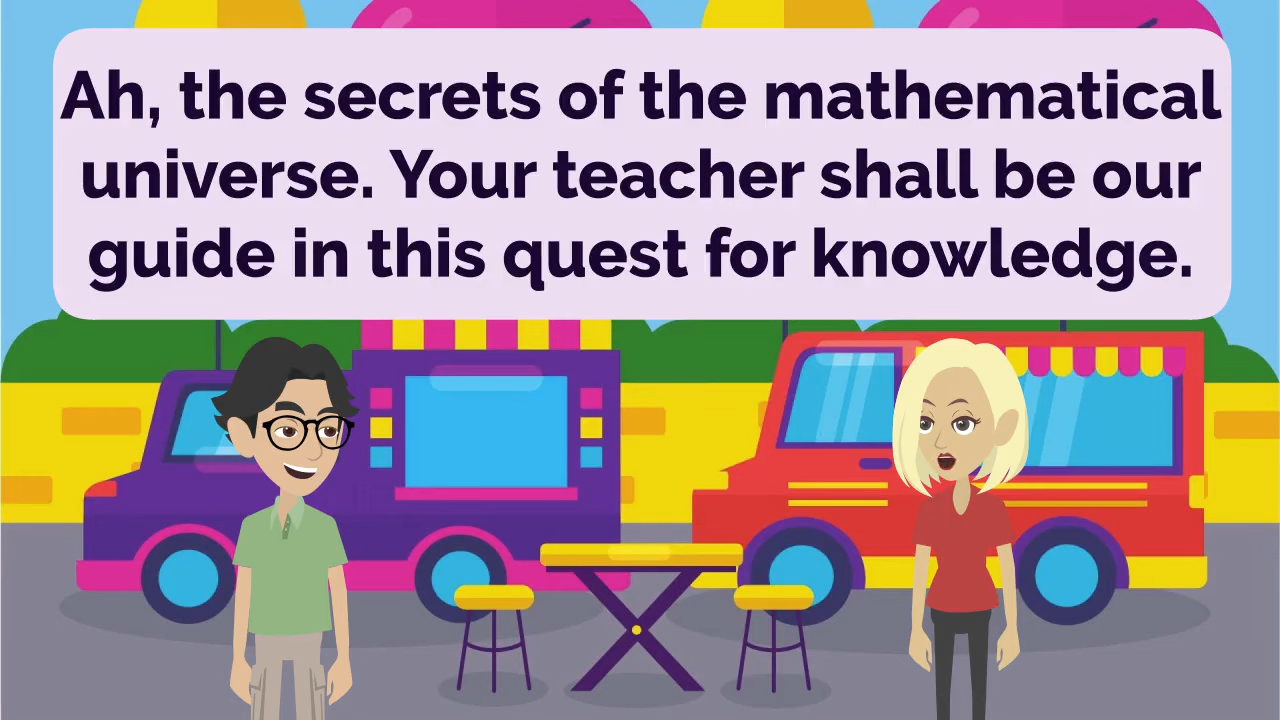 Ah, the secrets of the mathematical
universe. Your teacher shall be our
guide in this quest for knowledge.